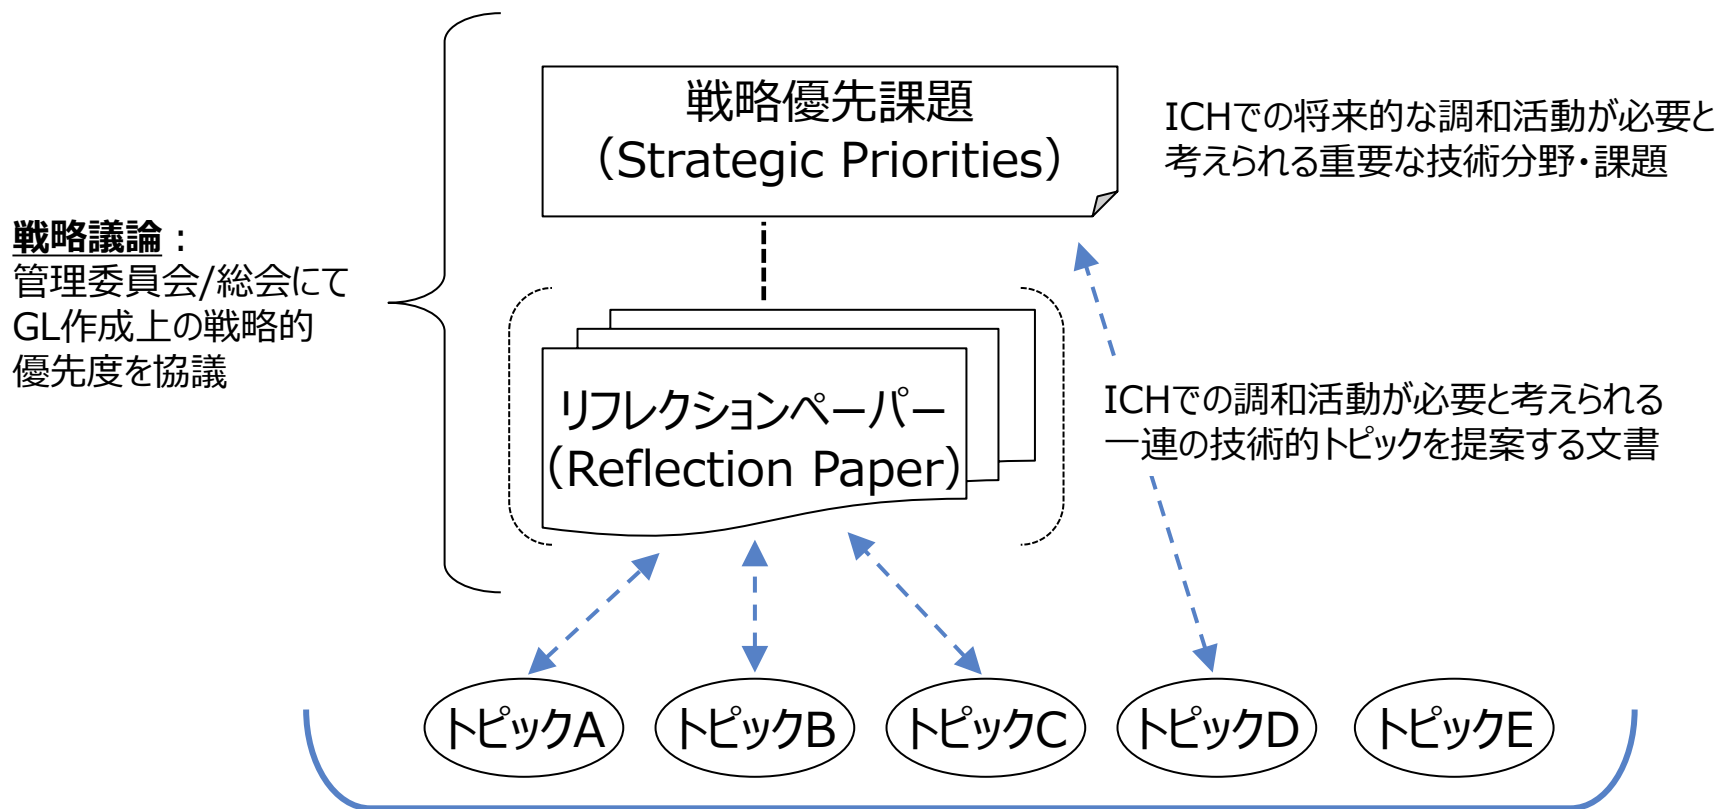 戦略優先課題
（Strategic Priorities）
ICHでの将来的な調和活動が必要と
考えられる重要な技術分野・課題
戦略議論：
管理委員会/総会にて
GL作成上の戦略的
優先度を協議
リフレクションペーパー
（Reflection Paper）
ICHでの調和活動が必要と考えられる
一連の技術的トピックを提案する文書
トピックA
トピックB
トピックC
トピックD
トピックE